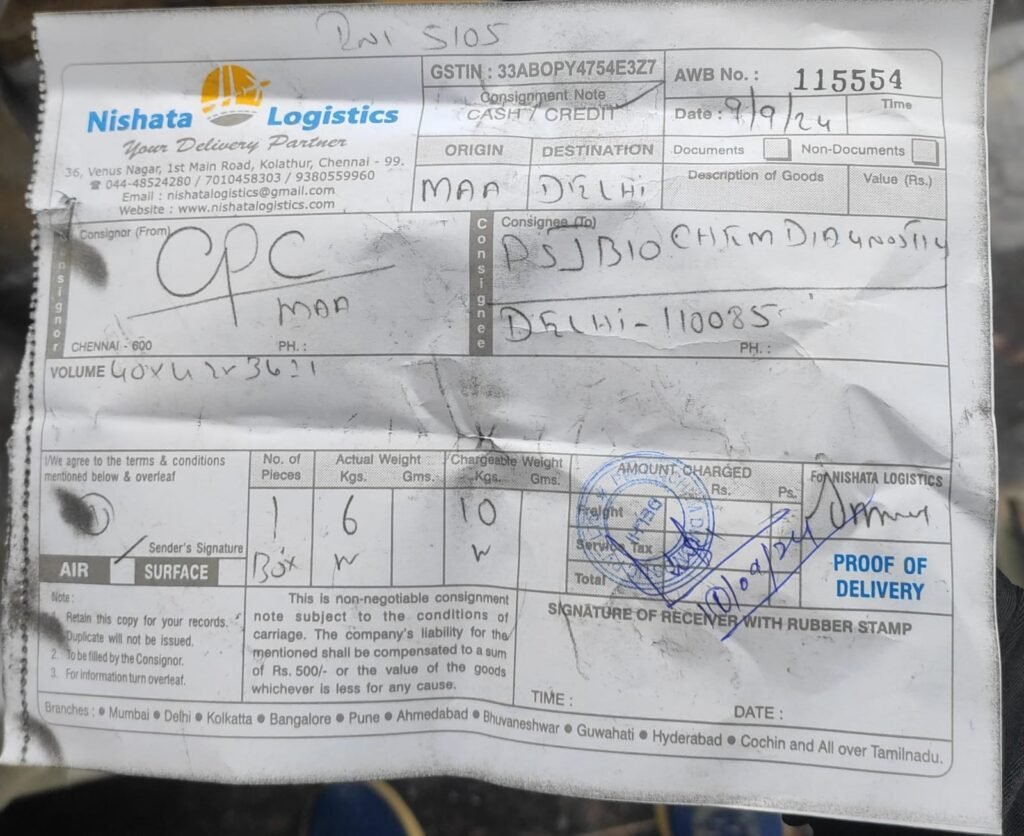 5105
Nishata Logistics
Your Delivery Partner
36, Venus Nagar, 1st Main Road, Kolathur, Chennai - 99.
☎ 044-48524280 / 7010458303 / 9380559960
Email : nishatalogistics@gmail.com
Website : www.nishatalogistics.com
GSTIN : 33ABOPY4754E3Z7
Consignment Note
CASH / CREDIT
AWB No. : 115554
Date : 9/9/24
Time
ORIGIN DESTINATION
MAA DELHi
Documents Non-Documents
Description of Goods Value (Rs.)
Consignor
Consignor (From)
CPC
MAA
CHENNAI - 600 PH. :
Consignee
Consignee (To)
PSJ BIO CHEM DIAGNOSTIC
DELHi - 110085
PH. :
VOLUME 40x42x36:1
I/We agree to the terms & conditions
mentioned below & overleaf
Sender's Signature
AIR SURFACE
No. of Pieces
1
Box
Actual Weight
Kgs. Gms.
6
Chargeable Weight
Kgs. Gms.
10
AMOUNT CHARGED
Rs. Ps.
Freight
Service Tax
Total
DELHI
10/09/24
For NISHATA LOGISTICS
PROOF OF
DELIVERY
Note :
1. Retain this copy for your records.
Duplicate will not be issued.
2. To be filled by the Consignor.
3. For information turn overleaf.
This is non-negotiable consignment
note subject to the conditions of
carriage. The company's liability for the
mentioned shall be compensated to a sum
of Rs. 500/- or the value of the goods
whichever is less for any cause.
SIGNATURE OF RECEIVER WITH RUBBER STAMP
TIME :
DATE :
Branches : ● Mumbai ● Delhi ● Kolkatta ● Bangalore ● Pune ● Ahmedabad ● Bhuvaneshwar ● Guwahati ● Hyderabad ● Cochin and All over Tamilnadu.